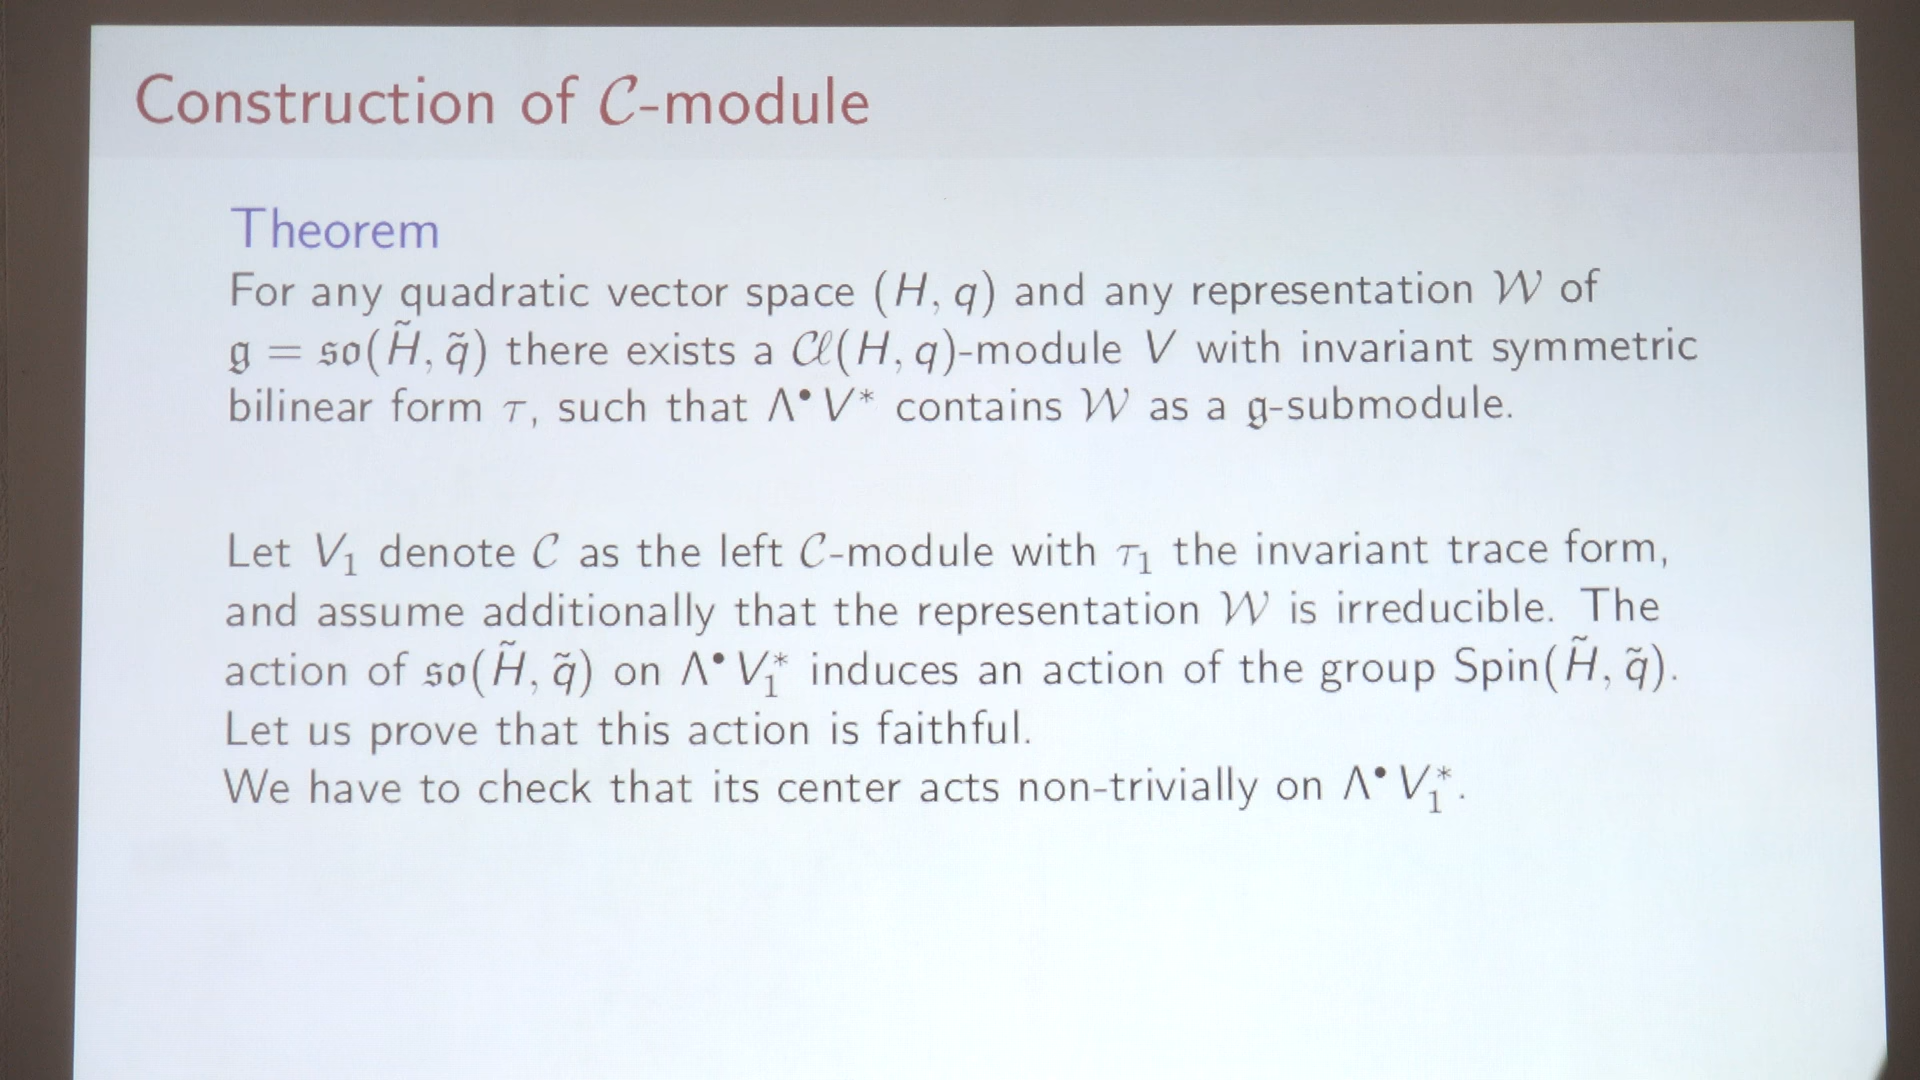 Construction of 𝒞-module
Theorem
For any quadratic vector space (H, q) and any representation 𝒲 of
𝔤 = 𝔰𝔬(H̃, q̃) there exists a 𝒞ℓ(H, q)-module V with invariant symmetric
bilinear form τ, such that Λ•V* contains 𝒲 as a 𝔤-submodule.
Let V₁ denote 𝒞 as the left 𝒞-module with τ₁ the invariant trace form,
and assume additionally that the representation 𝒲 is irreducible. The
action of 𝔰𝔬(H̃, q̃) on Λ•V₁* induces an action of the group Spin(H̃, q̃).
Let us prove that this action is faithful.
We have to check that its center acts non-trivially on Λ•V₁*.